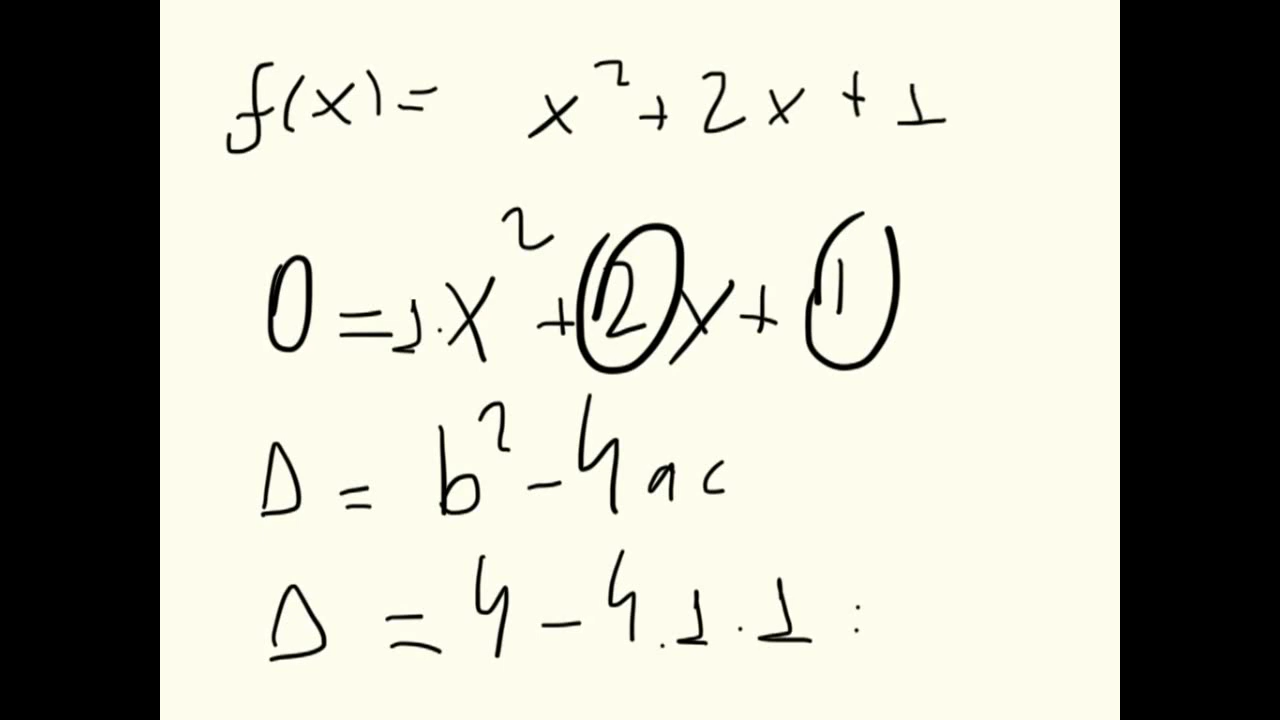 f(x) = x² + 2x + 1
0 = 1.x² + 2x + 1
Δ = b² - 4ac
Δ = 4 - 4.1.1 :